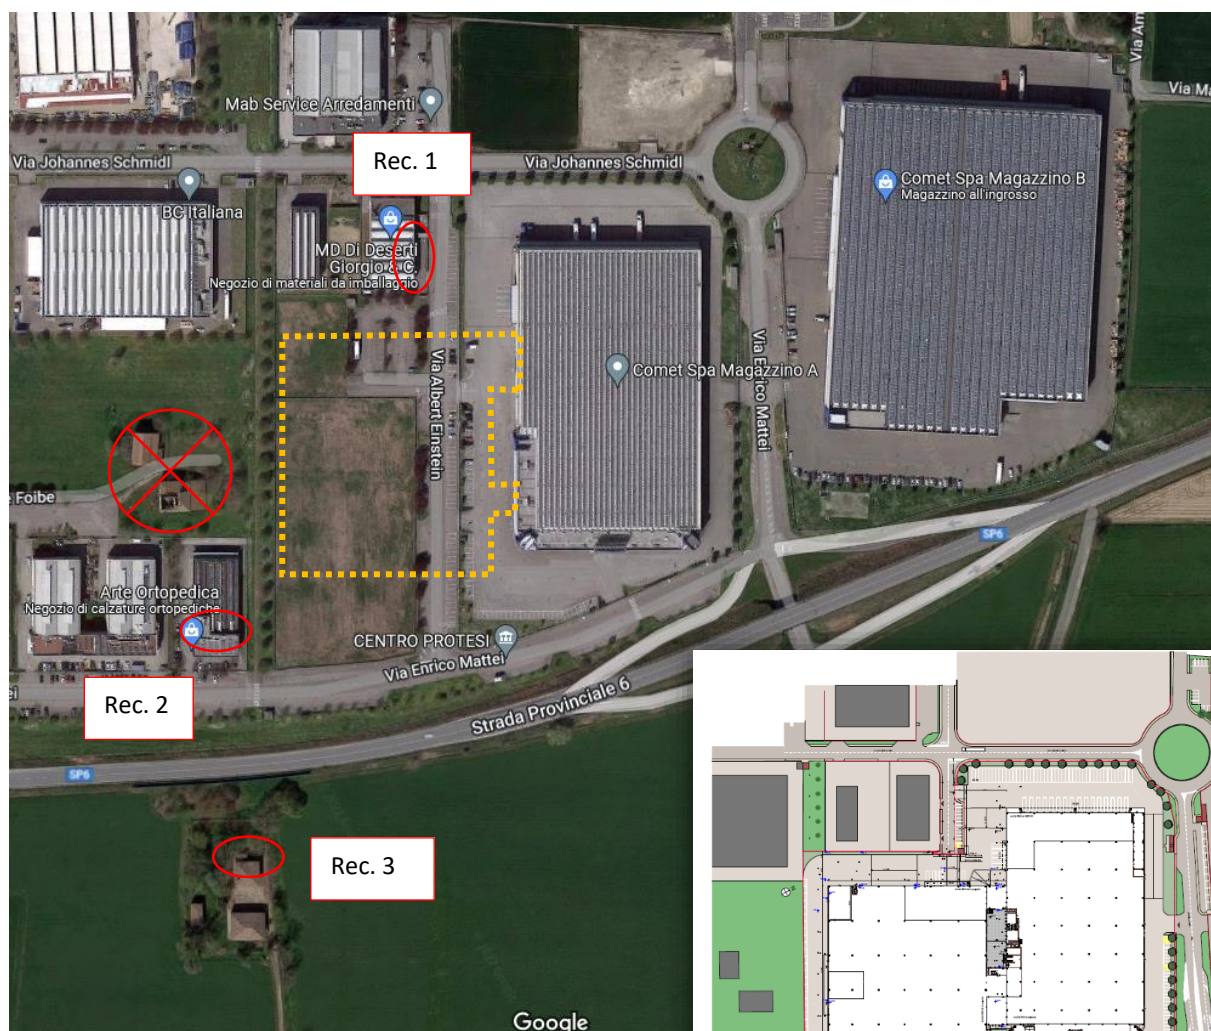 Via Am
Mab Service Arredamenti
Via Ma
Via Johannes Schmidl
Rec. 1
Via Johannes Schmidl
Comet Spa Magazzino B
Magazzino all'ingrosso
BC Italiana
MD Di Deserti
Giorgio & C.
Negozio di materiali da imballaggio
Via Albert Einstein
Comet Spa Magazzino A
Via Enrico Mattei
e Foibe
SP6
Arte Ortopedica
Negozio di calzature ortopediche
CENTRO PROTESI
Via Enrico Mattei
ei
Rec. 2
Strada Provinciale 6
SP6
Rec. 3
Google